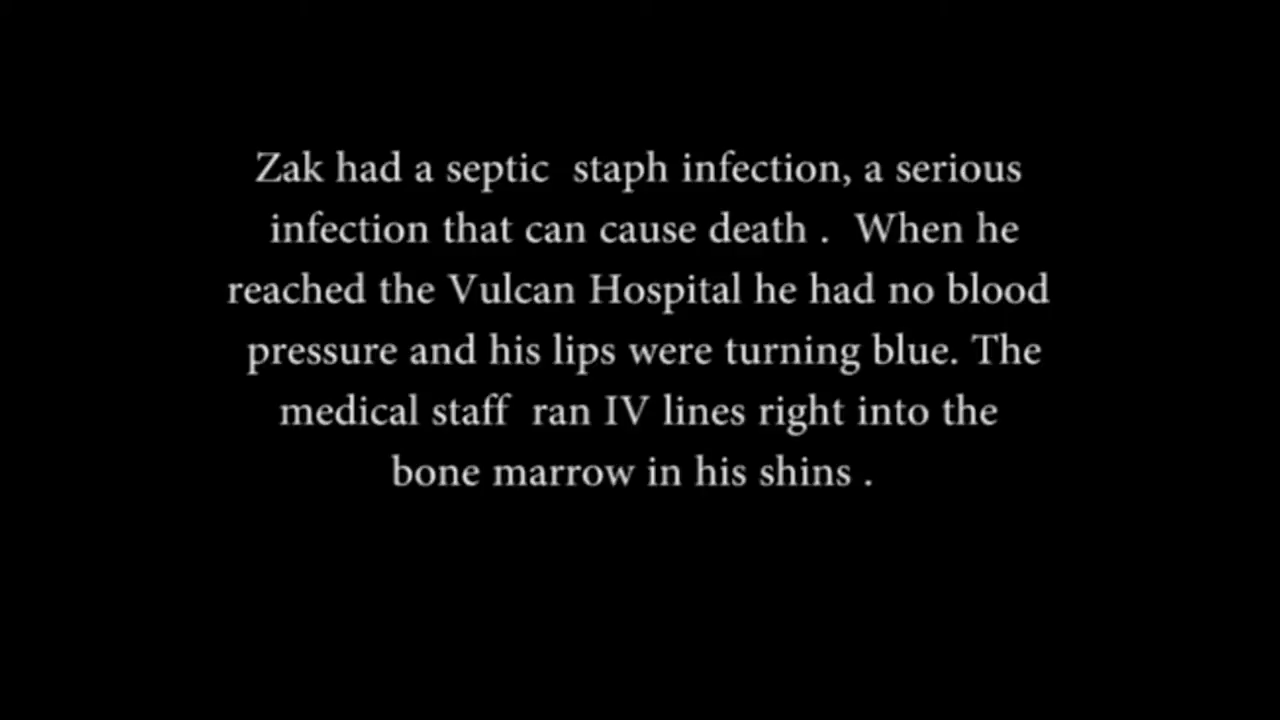 Zak had a septic  staph infection, a serious
infection that can cause death .  When he
reached the Vulcan Hospital he had no blood
pressure and his lips were turning blue. The
medical staff  ran IV lines right into the
bone marrow in his shins .